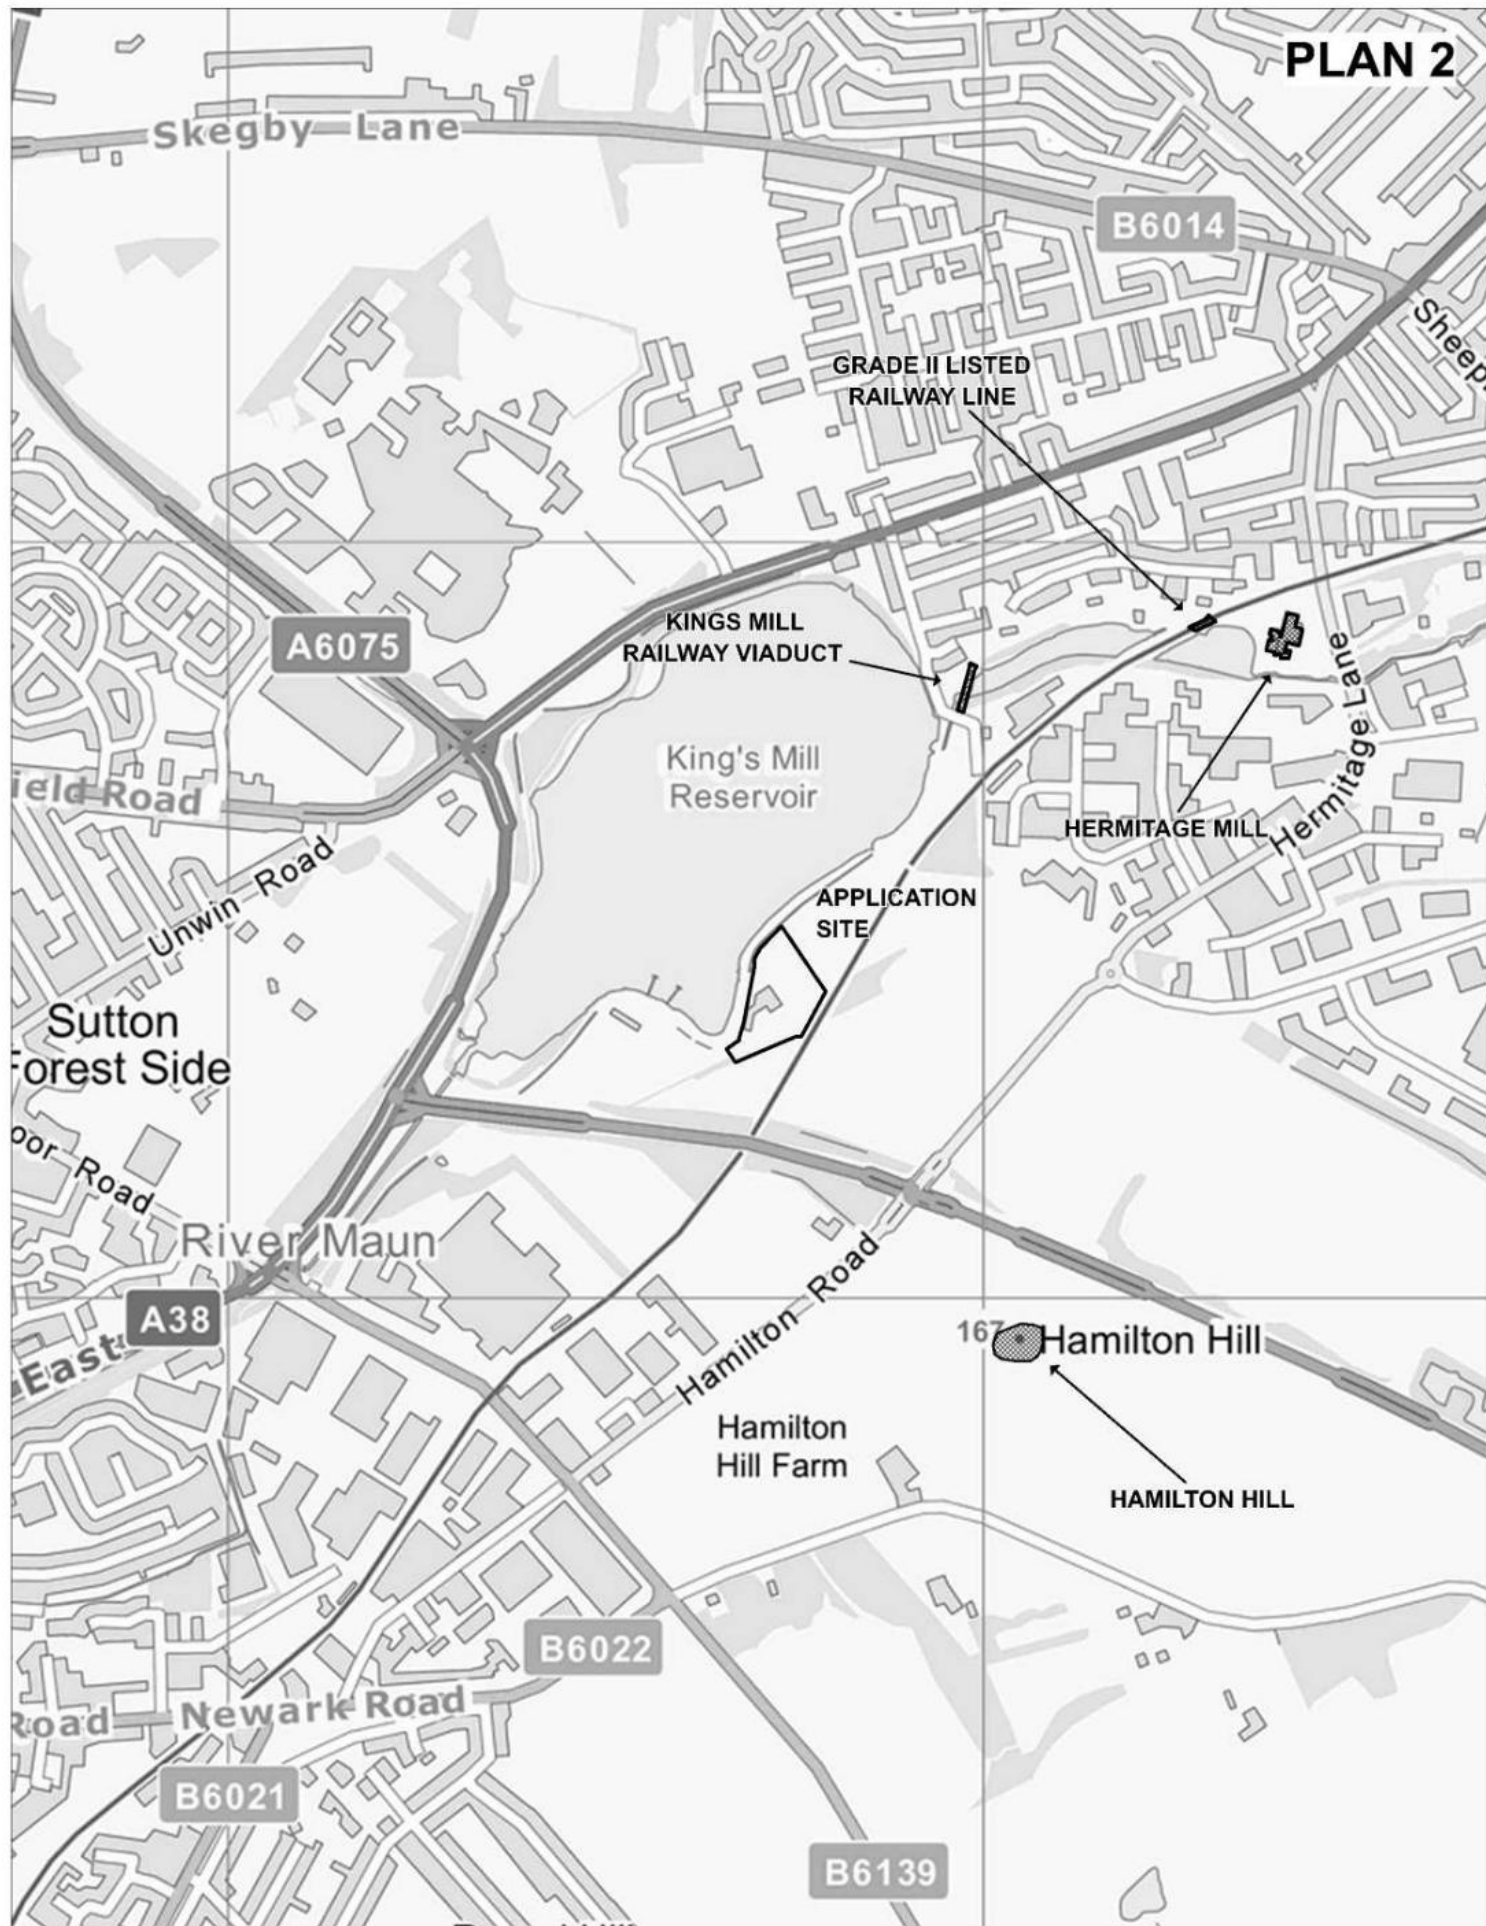 PLAN 2
Skegby Lane
B6014
Sheep
GRADE II LISTED
RAILWAY LINE
KINGS MILL
RAILWAY VIADUCT
A6075
Hermitage Lane
King's Mill
Reservoir
ield Road
HERMITAGE MILL
Unwin Road
APPLICATION
SITE
Sutton
Forest Side
oor Road
River Maun
Hamilton Road
A38
East
167
Hamilton Hill
Hamilton
Hill Farm
HAMILTON HILL
B6022
Newark Road
Road
B6021
B6139